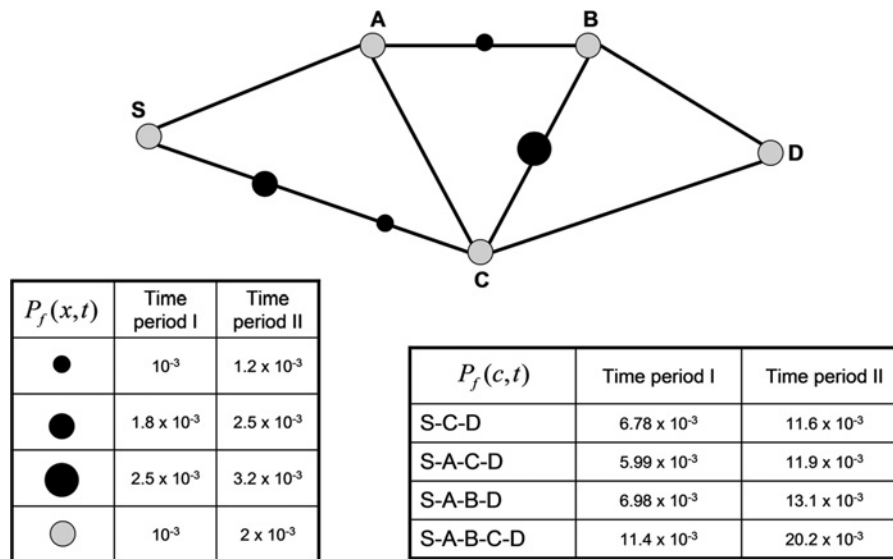 A
B
S
D
C
P_f(x,t) Time period I Time period II
10⁻³ 1.2 x 10⁻³
1.8 x 10⁻³ 2.5 x 10⁻³
2.5 x 10⁻³ 3.2 x 10⁻³
10⁻³ 2 x 10⁻³
P_f(c,t) Time period I Time period II
S-C-D 6.78 x 10⁻³ 11.6 x 10⁻³
S-A-C-D 5.99 x 10⁻³ 11.9 x 10⁻³
S-A-B-D 6.98 x 10⁻³ 13.1 x 10⁻³
S-A-B-C-D 11.4 x 10⁻³ 20.2 x 10⁻³